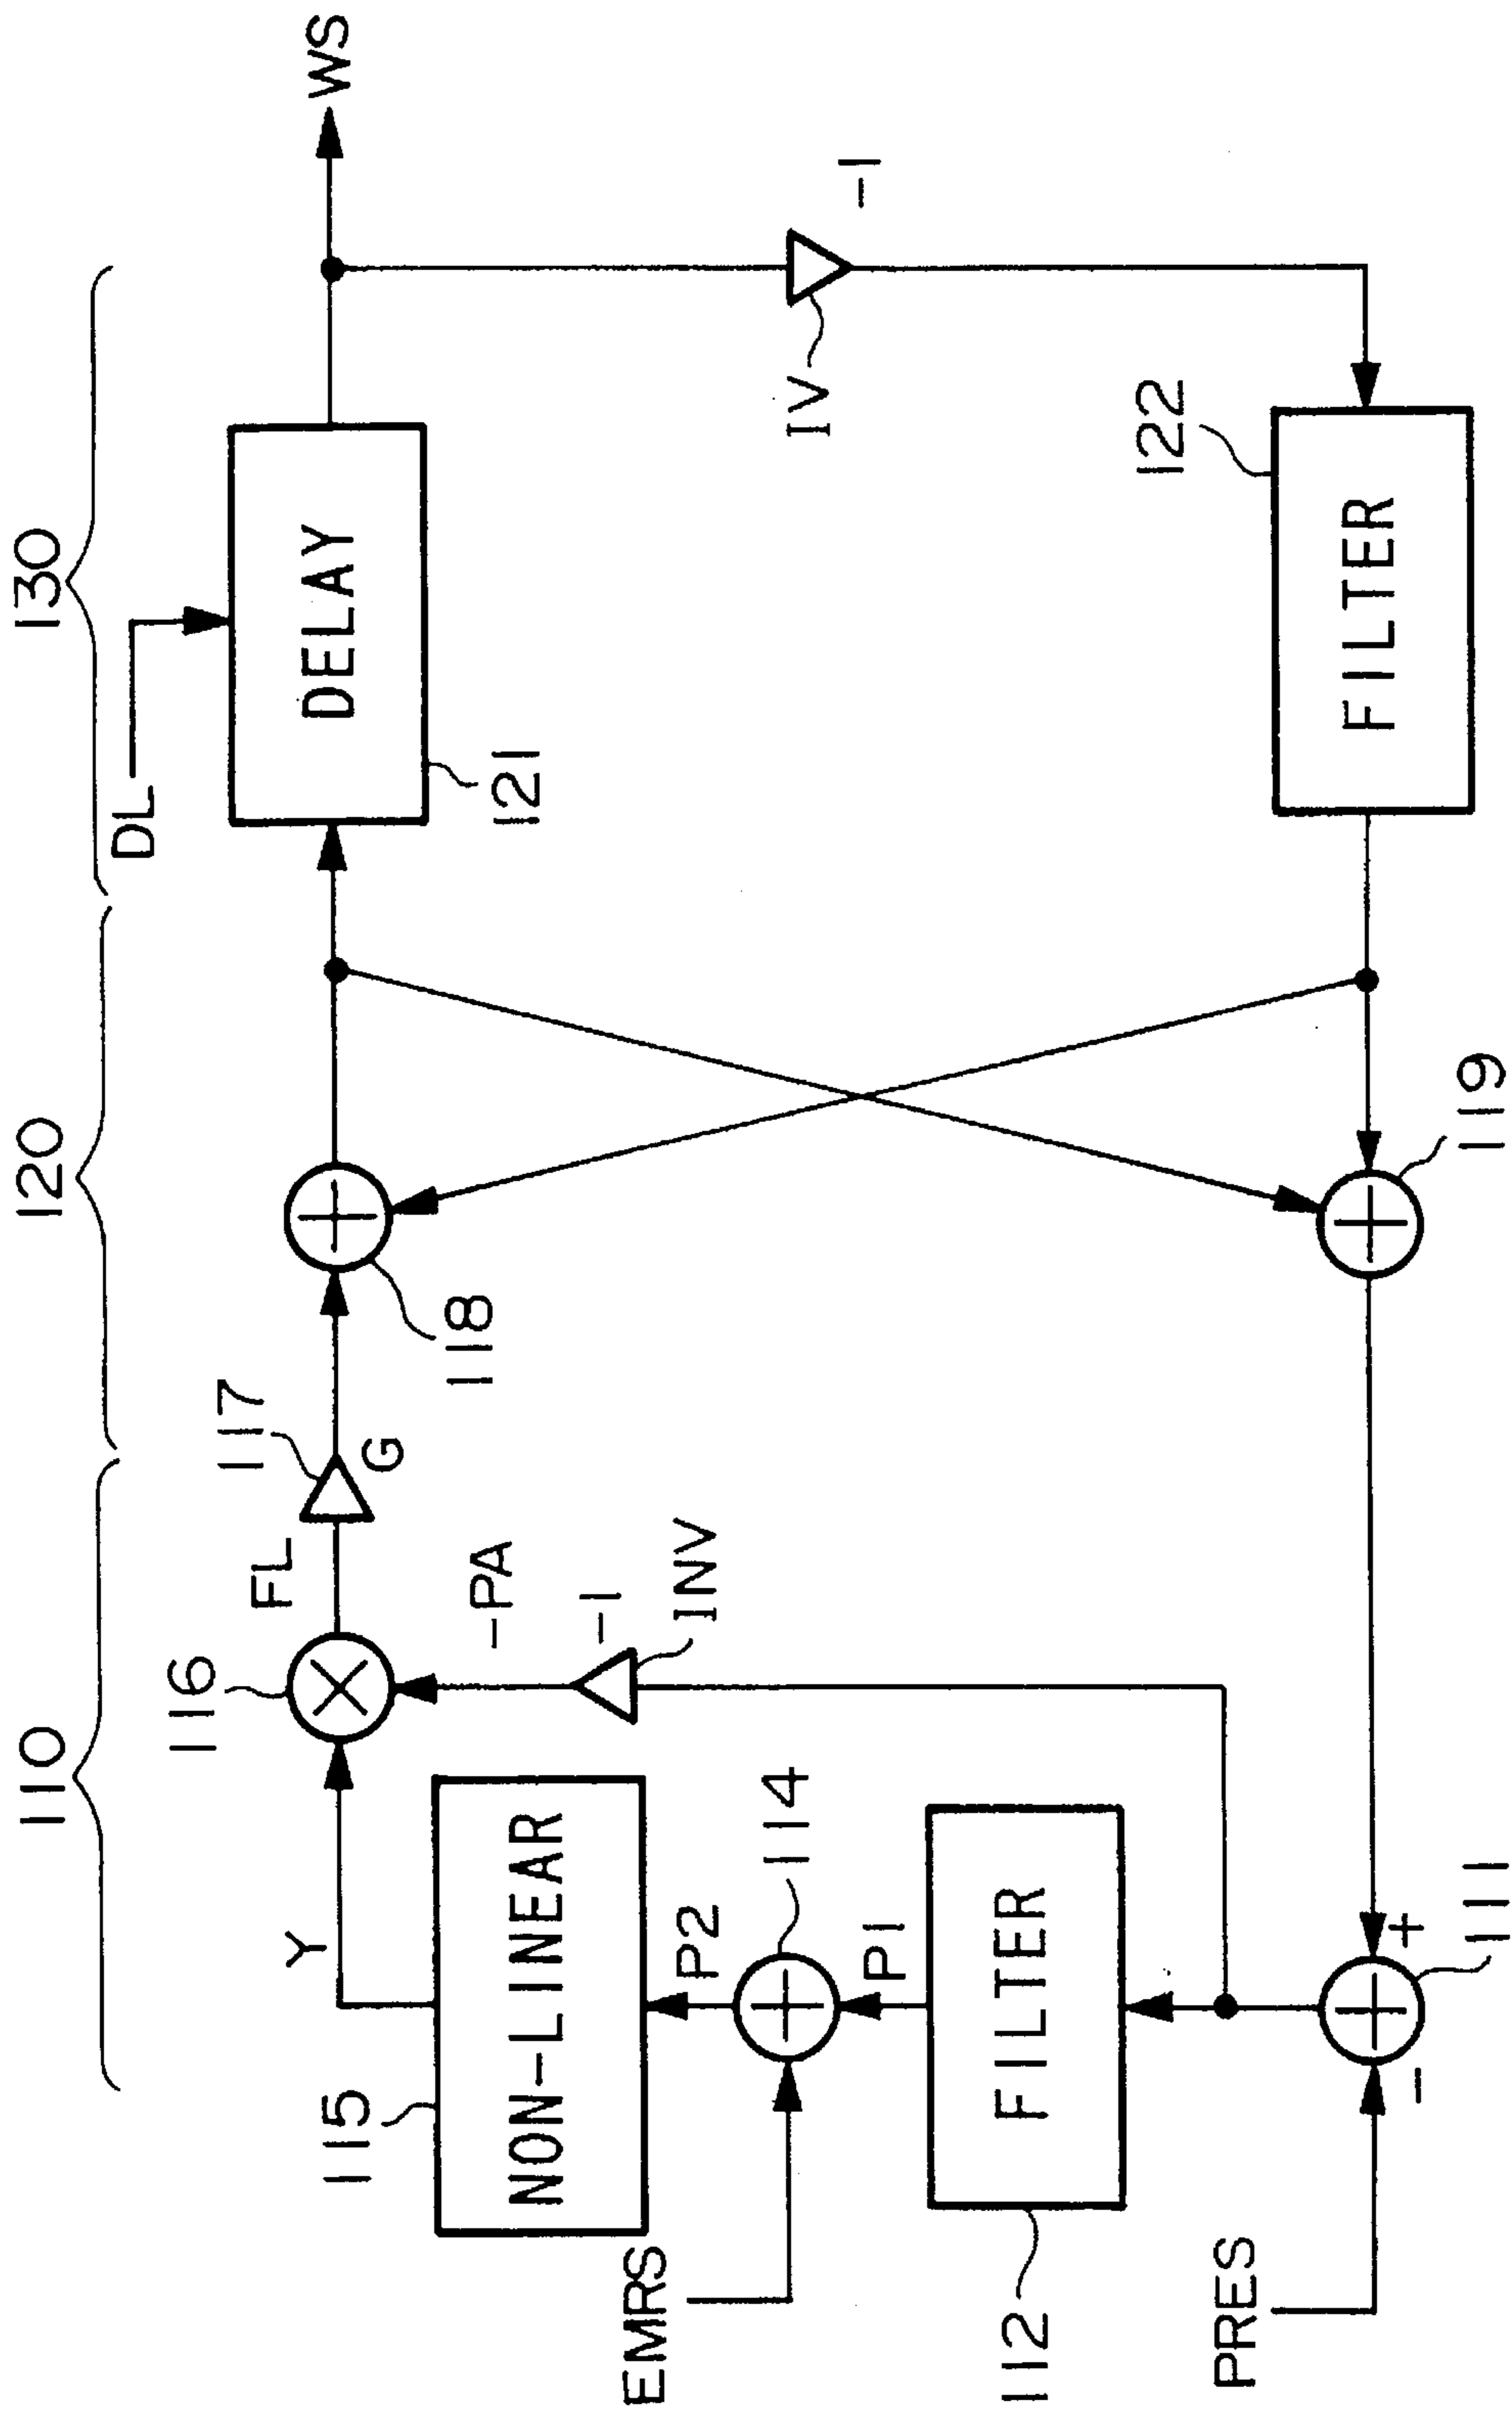 110
120
130
116
FL
117
DL
WS
Y
G
-PA
-1
INV
118
DELAY
121
115
NON-LINEAR
EMRS
P2
114
IV
-1
P1
FILTER
112
122
FILTER
119
PRES
+
-
111